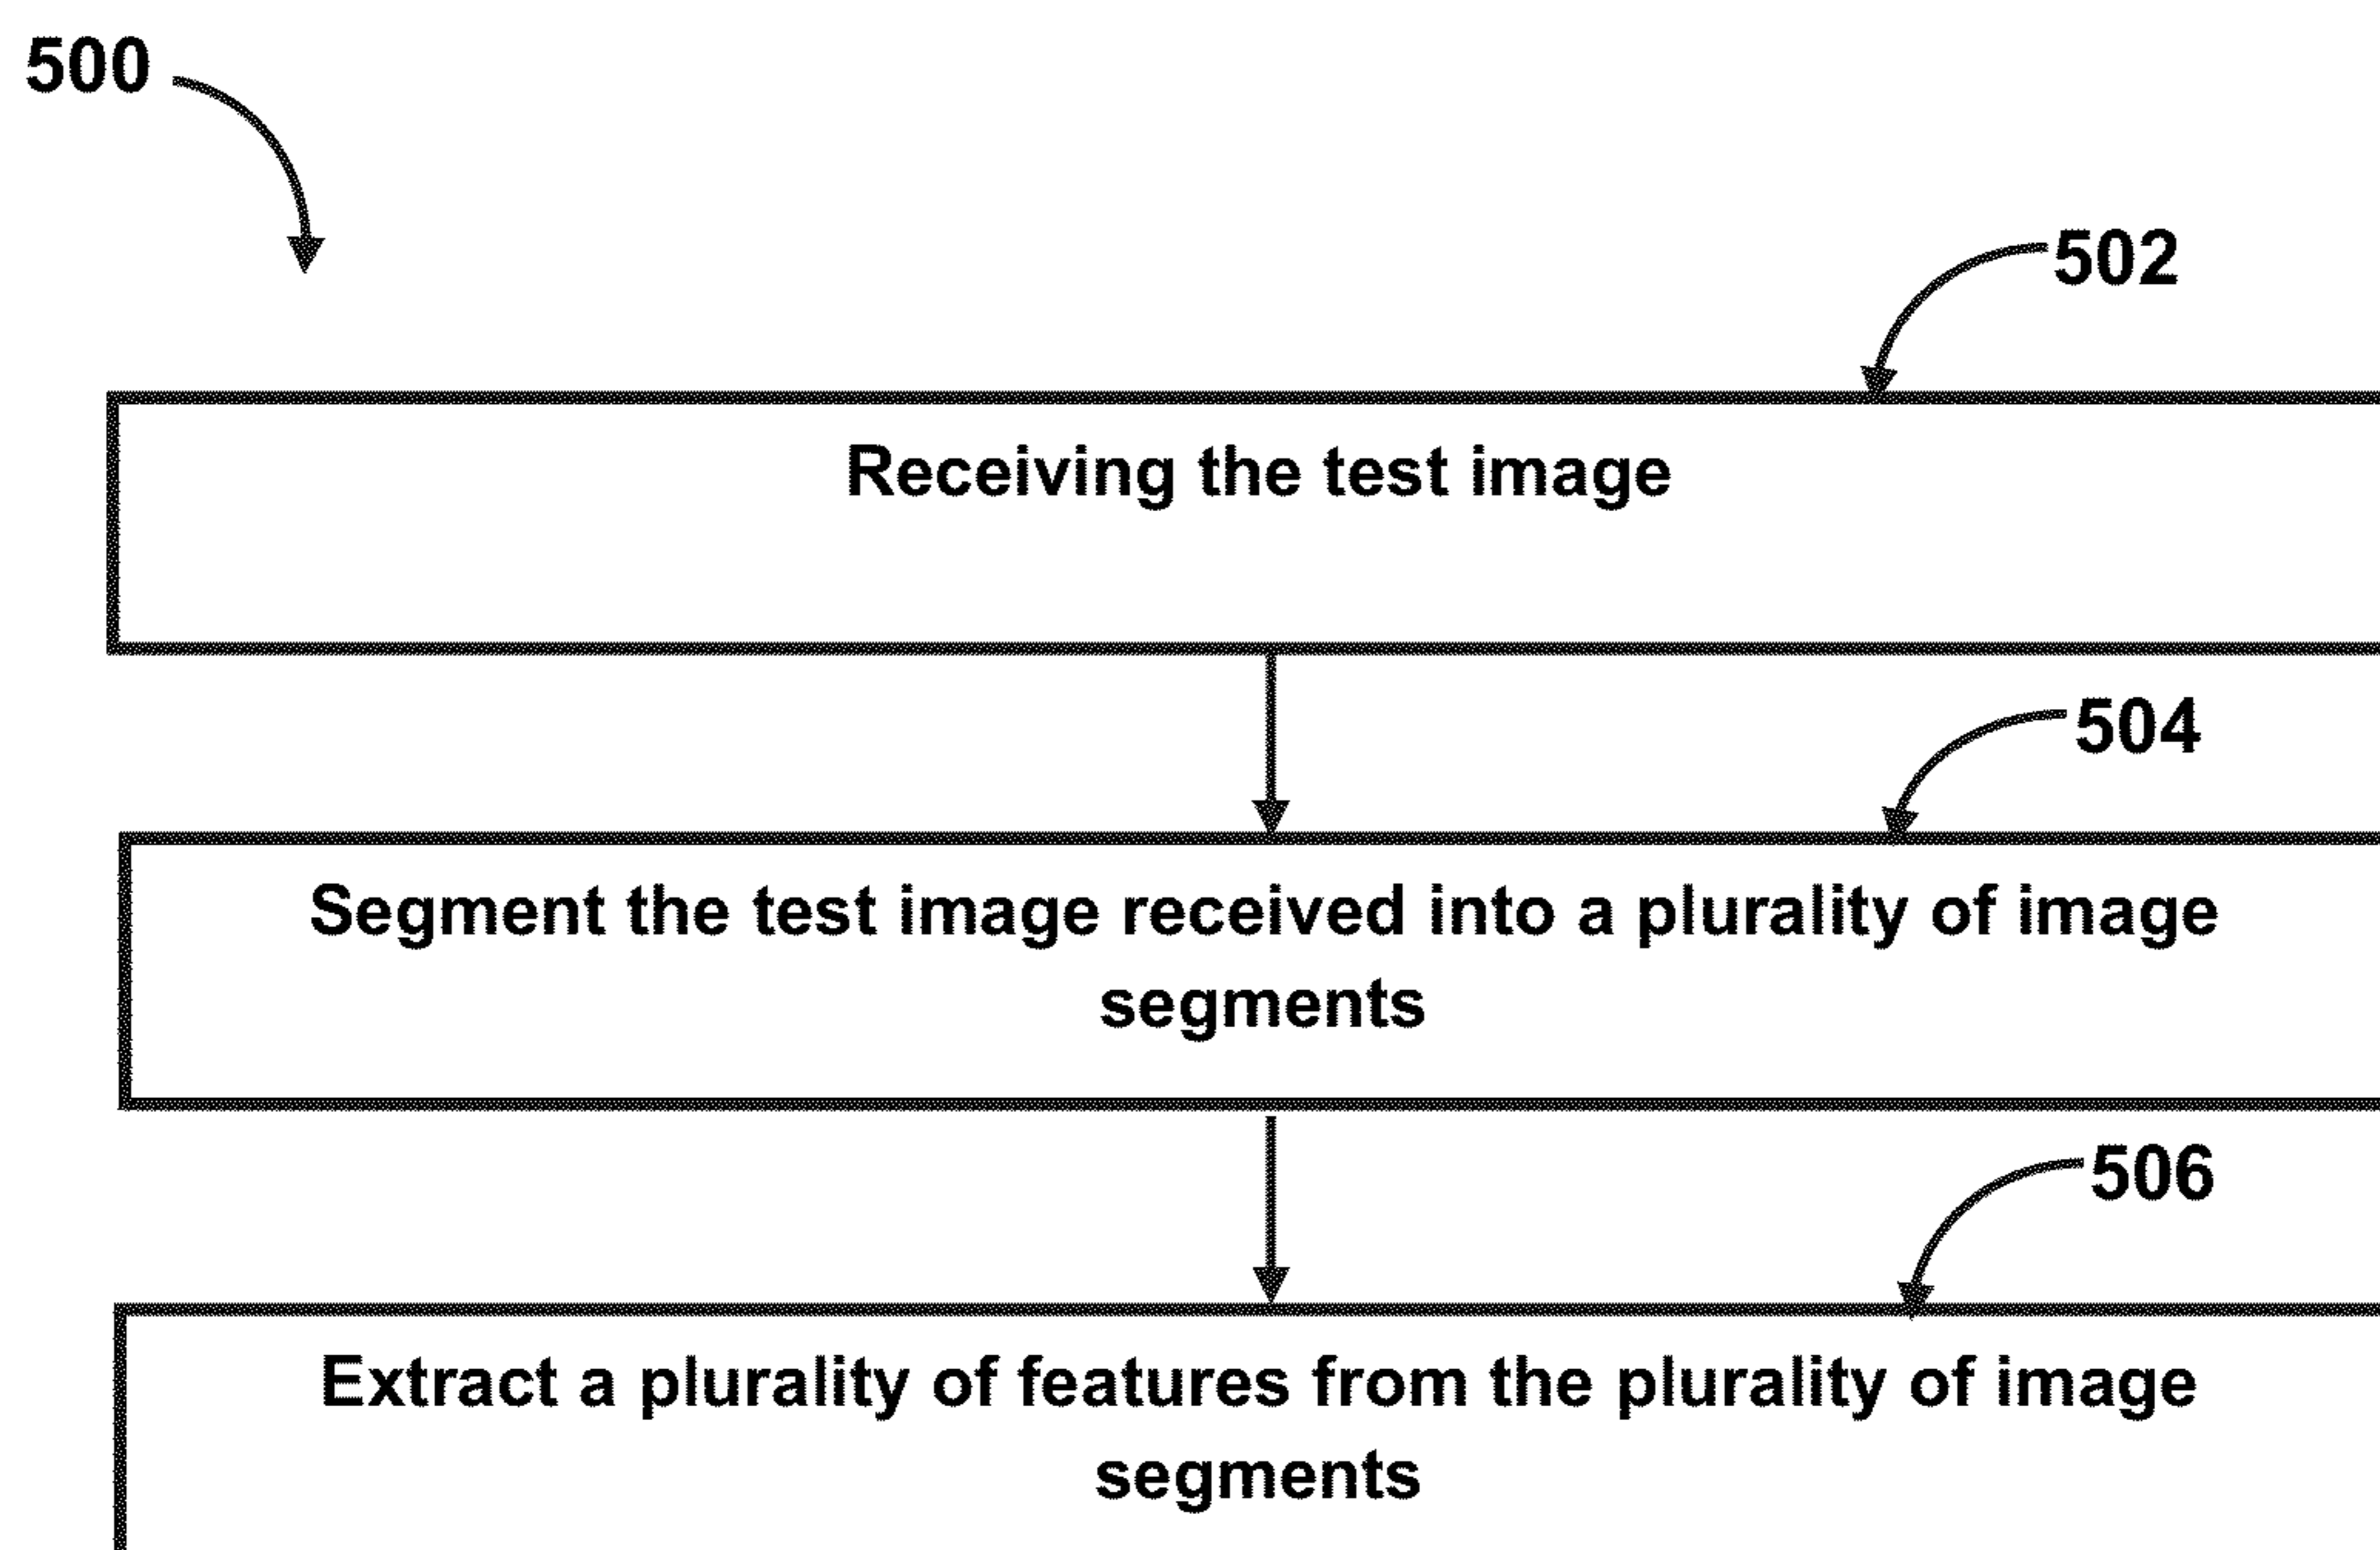 500
502
Receiving the test image
504
Segment the test image received into a plurality of image
segments
506
Extract a plurality of features from the plurality of image
segments